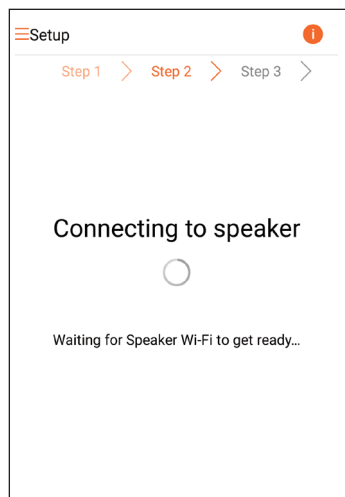 Setup
i
Step 1 Step 2 Step 3
Connecting to speaker
Waiting for Speaker Wi-Fi to get ready...